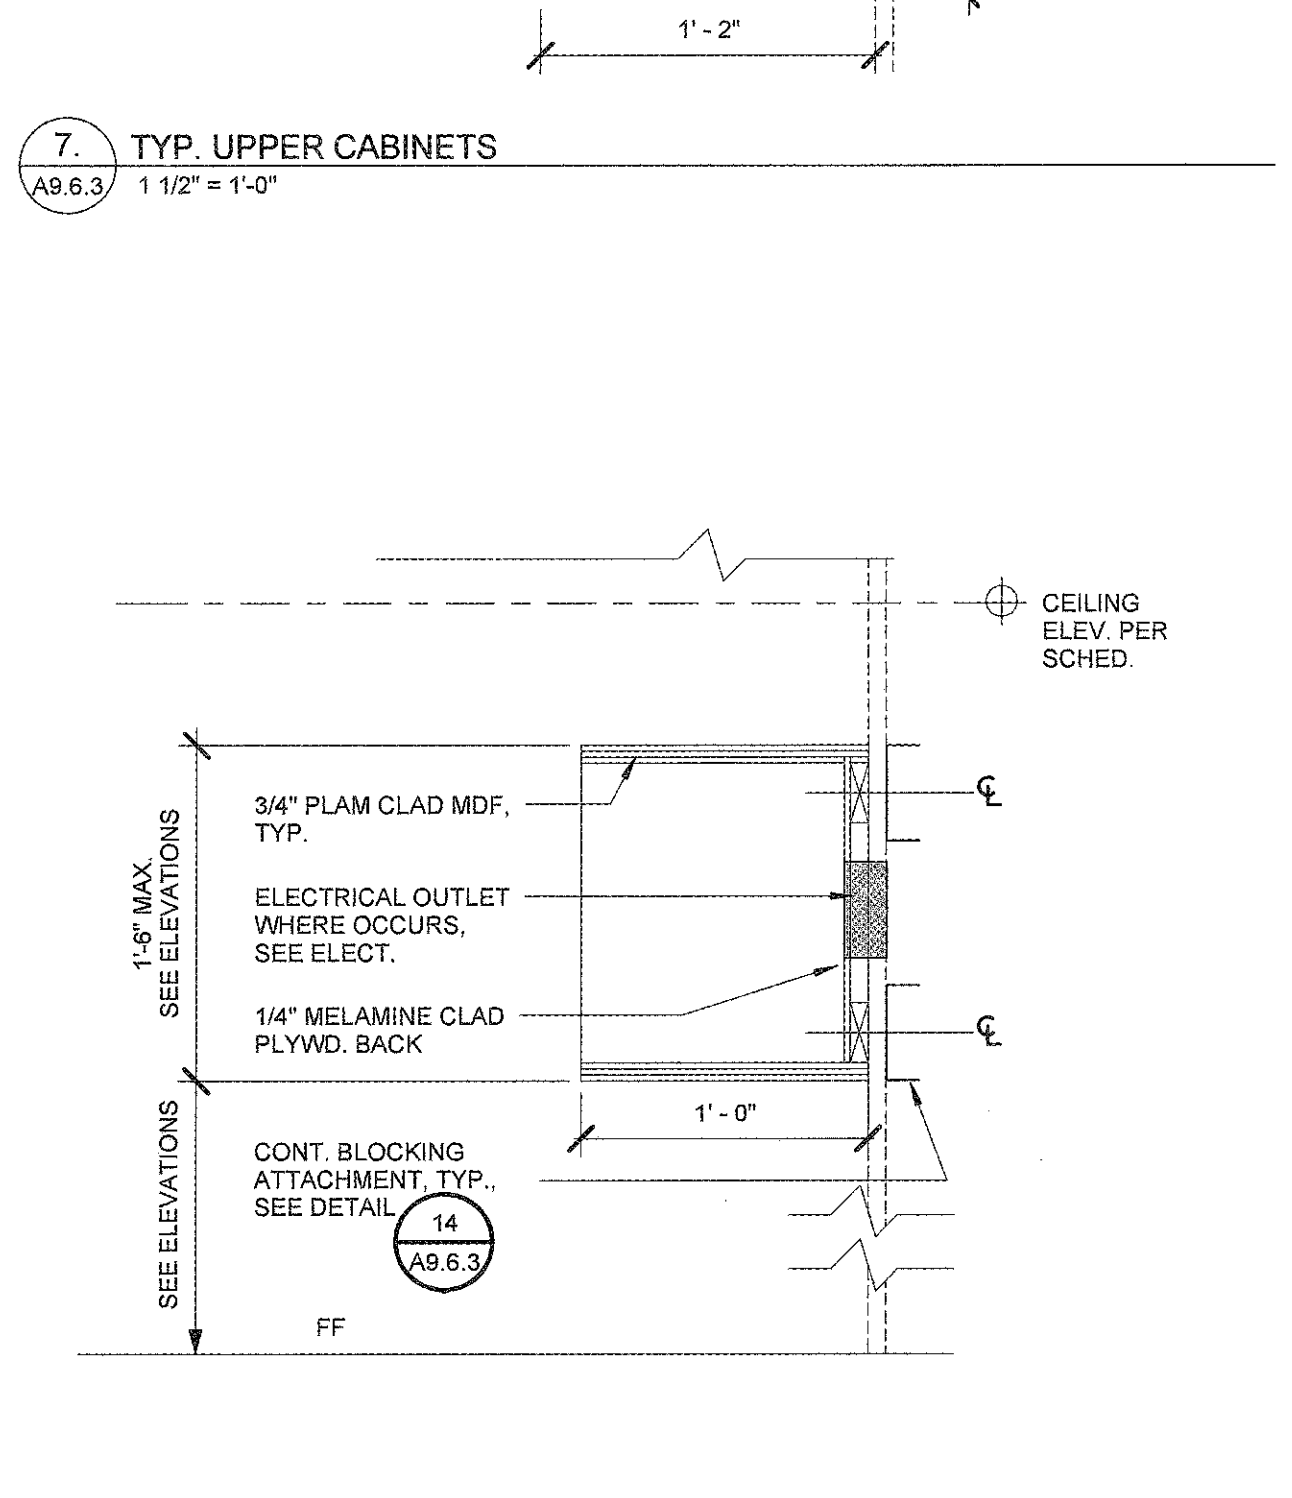 1' - 2"
7.
TYP. UPPER CABINETS
A9.6.3
1 1/2" = 1'-0"
CEILING
ELEV. PER
SCHED.
3/4" PLAM CLAD MDF,
TYP.
1'-6" MAX.
SEE ELEVATIONS
ELECTRICAL OUTLET
WHERE OCCURS,
SEE ELECT.
1/4" MELAMINE CLAD
PLYWD. BACK
CL
CL
1' - 0"
SEE ELEVATIONS
CONT. BLOCKING
ATTACHMENT, TYP.,
SEE DETAIL
14
A9.6.3
FF